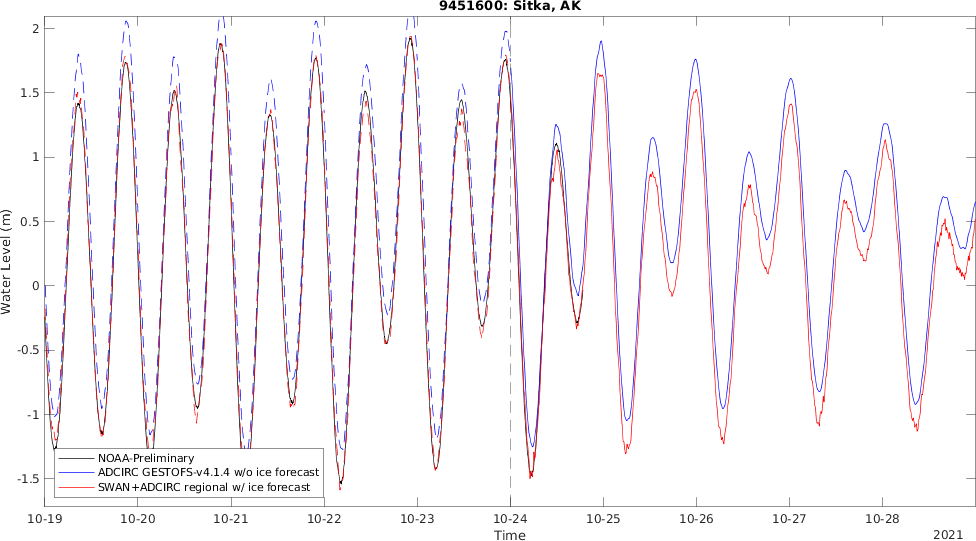 9451600: Sitka, AK
2
1.5
1
0.5
0
-0.5
-1
-1.5
Water Level (m)
NOAA-Preliminary
ADCIRC GESTOFS-v4.1.4 w/o ice forecast
SWAN+ADCIRC regional w/ ice forecast
10-19 10-20 10-21 10-22 10-23 10-24 10-25 10-26 10-27 10-28
Time
2021